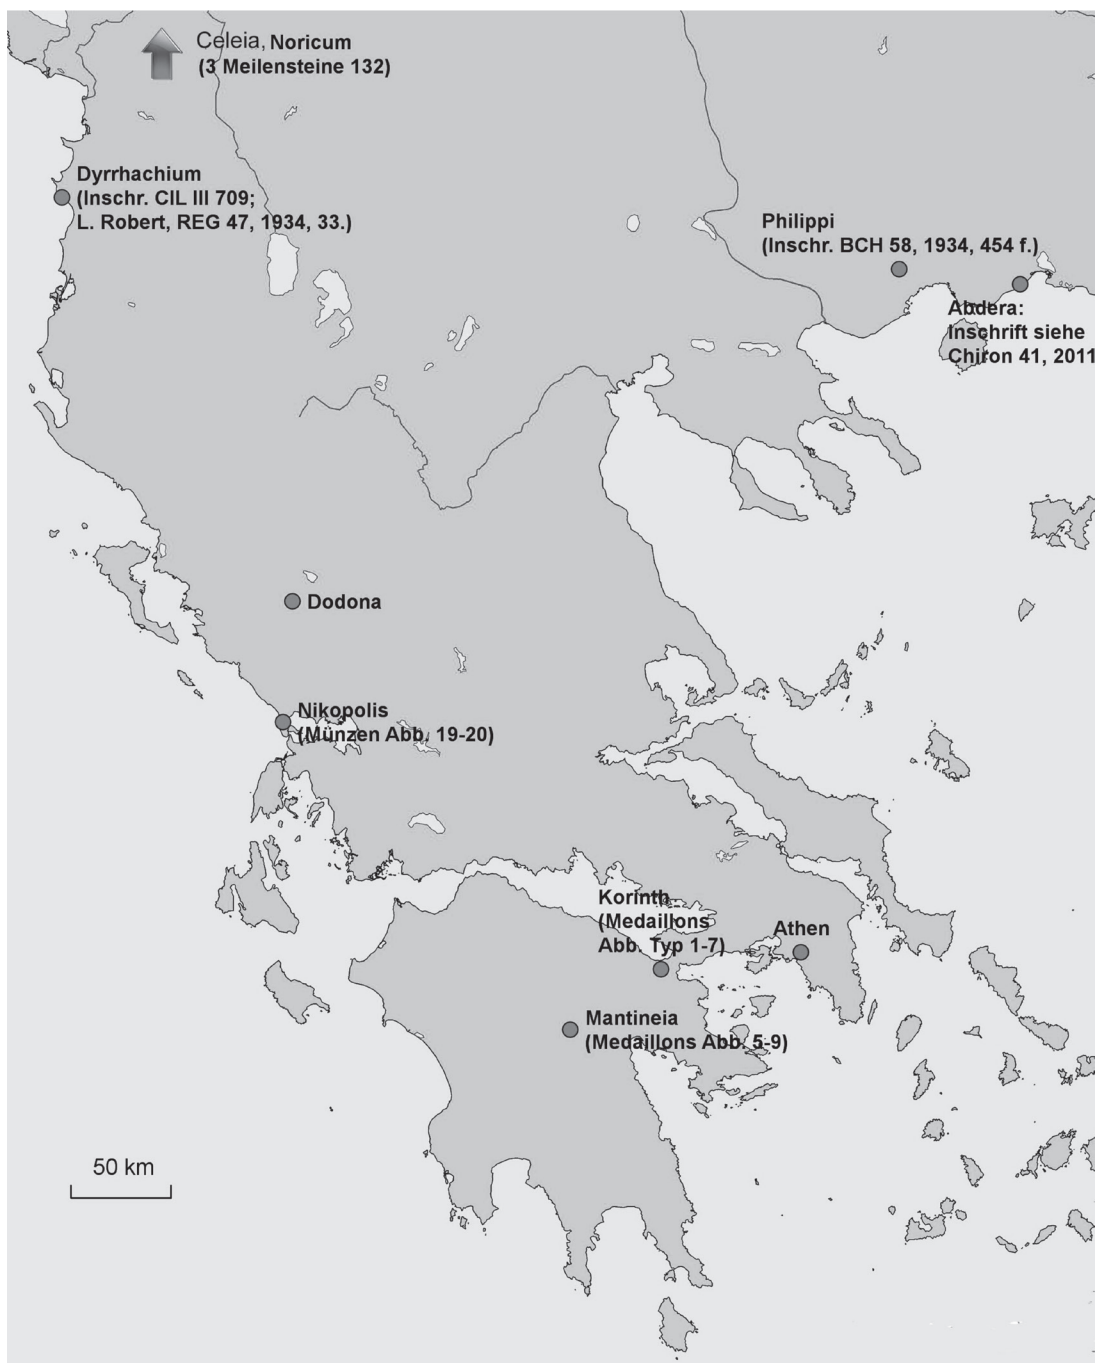 Celeia, Noricum
(3 Meilensteine 132)
Dyrrhachium
(Inschr. CIL III 709;
L. Robert, REG 47, 1934, 33.)
Philippi
(Inschr. BCH 58, 1934, 454 f.)
Abdera:
Inschrift siehe
Chiron 41, 2011
Dodona
Nikopolis
(Münzen Abb. 19-20)
Korinth
(Medaillons
Abb. Typ 1-7)
Athen
Mantineia
(Medaillons Abb. 5-9)
50 km